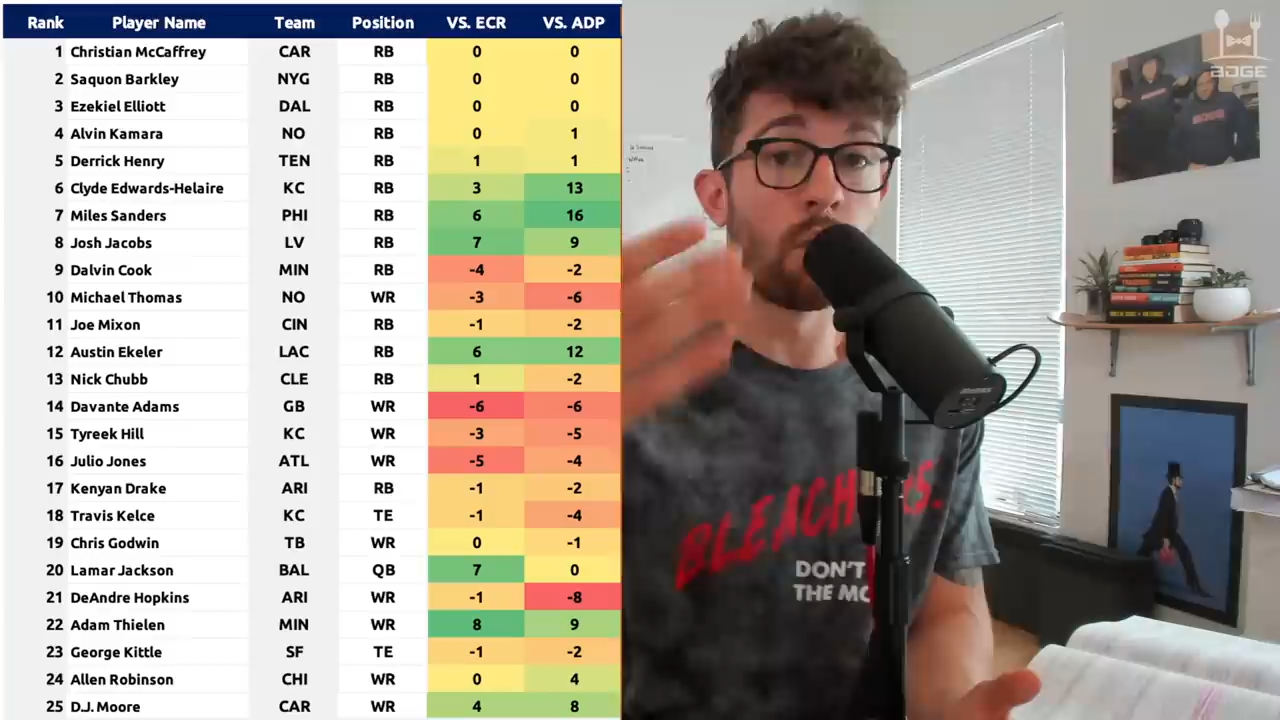 Rank Player Name Team Position VS. ECR VS. ADP
1 Christian McCaffrey CAR RB 0 0
2 Saquon Barkley NYG RB 0 0
3 Ezekiel Elliott DAL RB 0 0
4 Alvin Kamara NO RB 0 1
5 Derrick Henry TEN RB 1 1
6 Clyde Edwards-Helaire KC RB 3 13
7 Miles Sanders PHI RB 6 16
8 Josh Jacobs LV RB 7 9
9 Dalvin Cook MIN RB -4 -2
10 Michael Thomas NO WR -3 -6
11 Joe Mixon CIN RB -1 -2
12 Austin Ekeler LAC RB 6 12
13 Nick Chubb CLE RB 1 -2
14 Davante Adams GB WR -6 -6
15 Tyreek Hill KC WR -3 -5
16 Julio Jones ATL WR -5 -4
17 Kenyan Drake ARI RB -1 -2
18 Travis Kelce KC TE -1 -4
19 Chris Godwin TB WR 0 -1
20 Lamar Jackson BAL QB 7 0
21 DeAndre Hopkins ARI WR -1 -8
22 Adam Thielen MIN WR 8 9
23 George Kittle SF TE -1 -2
24 Allen Robinson CHI WR 0 4
25 D.J. Moore CAR WR 4 8
BDGE
DON'T
THE